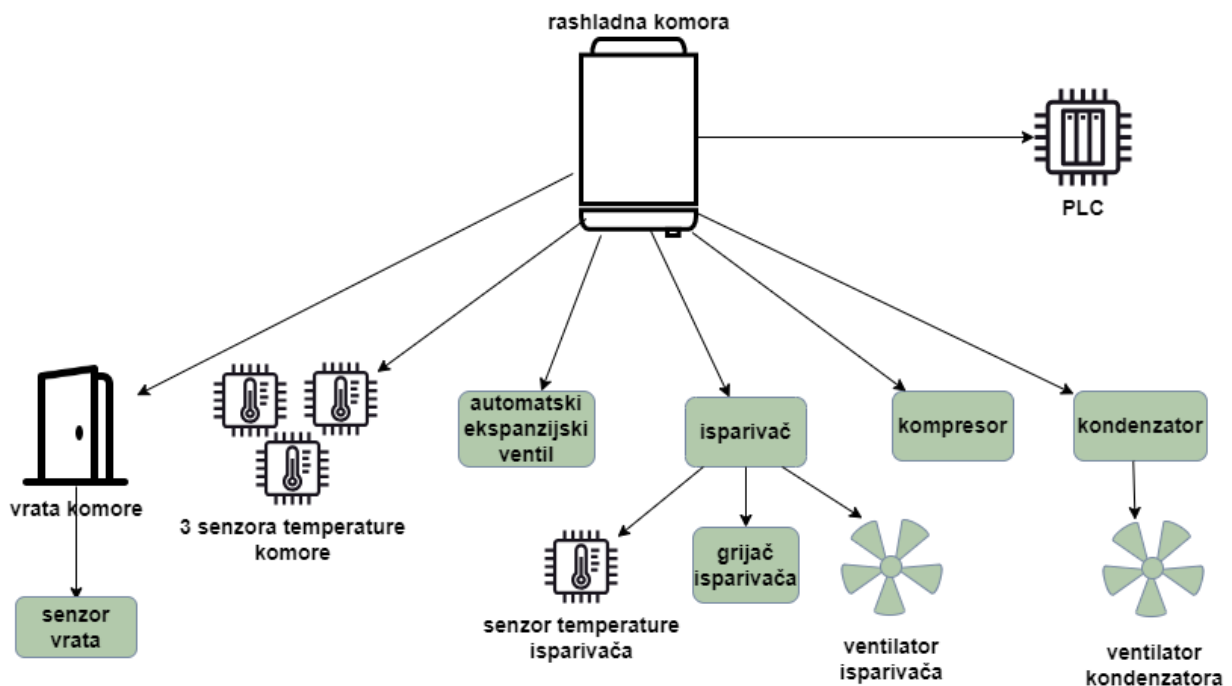 rashladna komora
PLC
automatski
ekspanzijski
ventil
isparivač
kompresor
kondenzator
vrata komore
3 senzora temperature
komore
grijač
isparivača
senzor
vrata
senzor temperature
isparivača
ventilator
isparivača
ventilator
kondenzatora